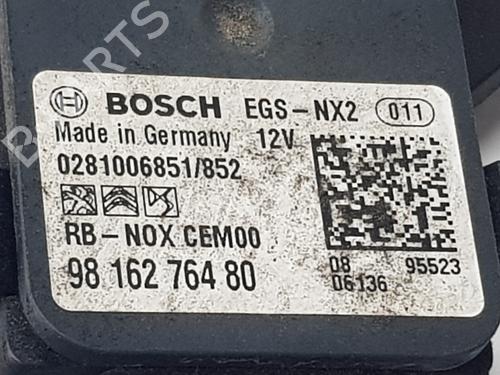 PARTS
BOSCH EGS-NX2 011
Made in Germany 12V
0281006851/852
RB-NOX CEM00
98 162 764 80
08 95523
06136